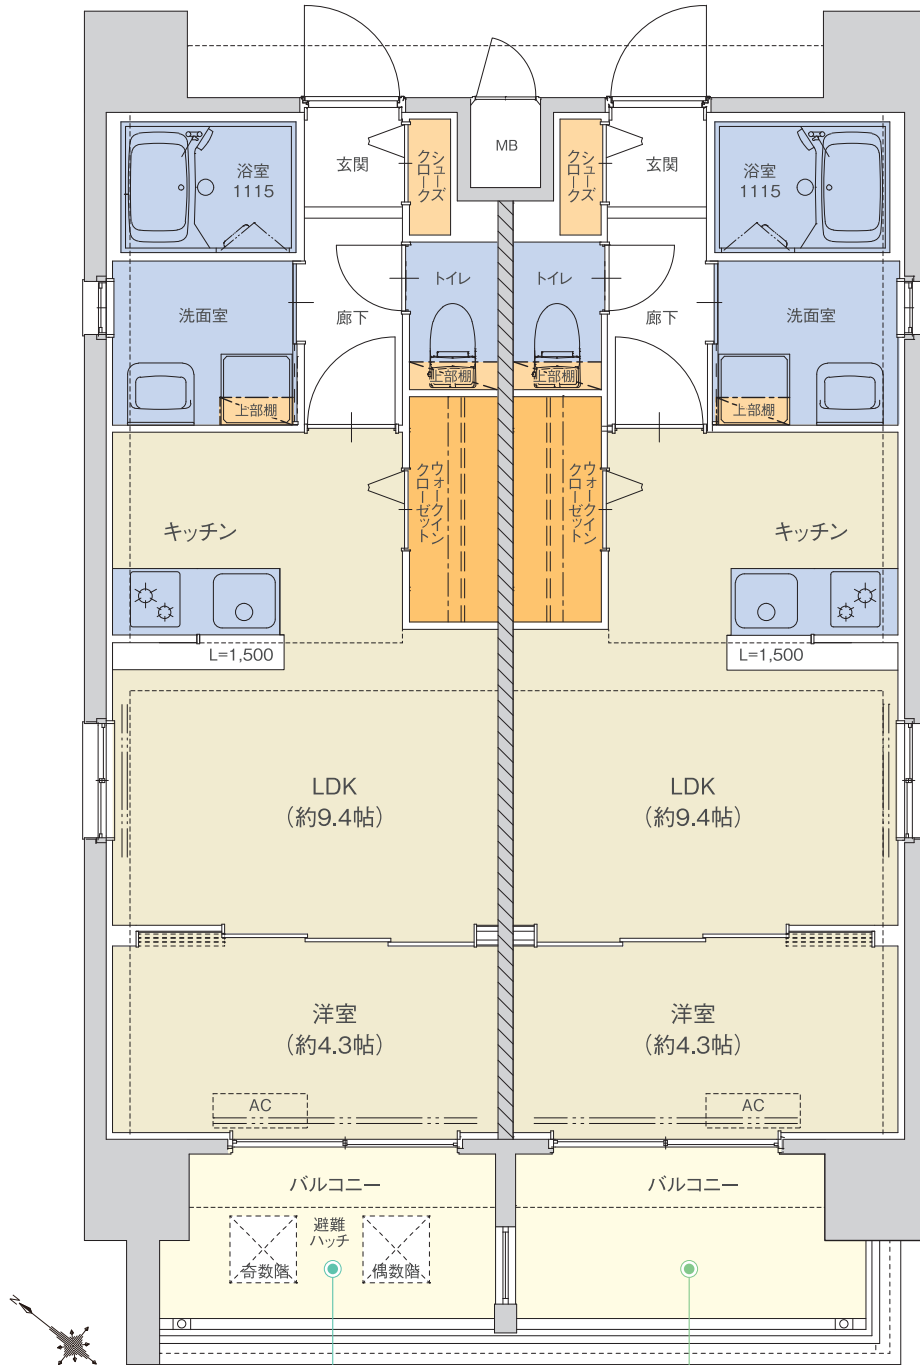 MB
浴室
1115
玄関
シューズ
クローク
シューズ
クローク
玄関
浴室
1115
洗面室
廊下
トイレ
トイレ
廊下
洗面室
上部棚
上部棚
上部棚
上部棚
キッチン
ウォークイン
クローゼット
ウォークイン
クローゼット
キッチン
L=1,500
L=1,500
LDK
(約9.4帖)
LDK
(約9.4帖)
洋室
(約4.3帖)
洋室
(約4.3帖)
AC
AC
バルコニー
バルコニー
避難
ハッチ
奇数階
偶数階
N